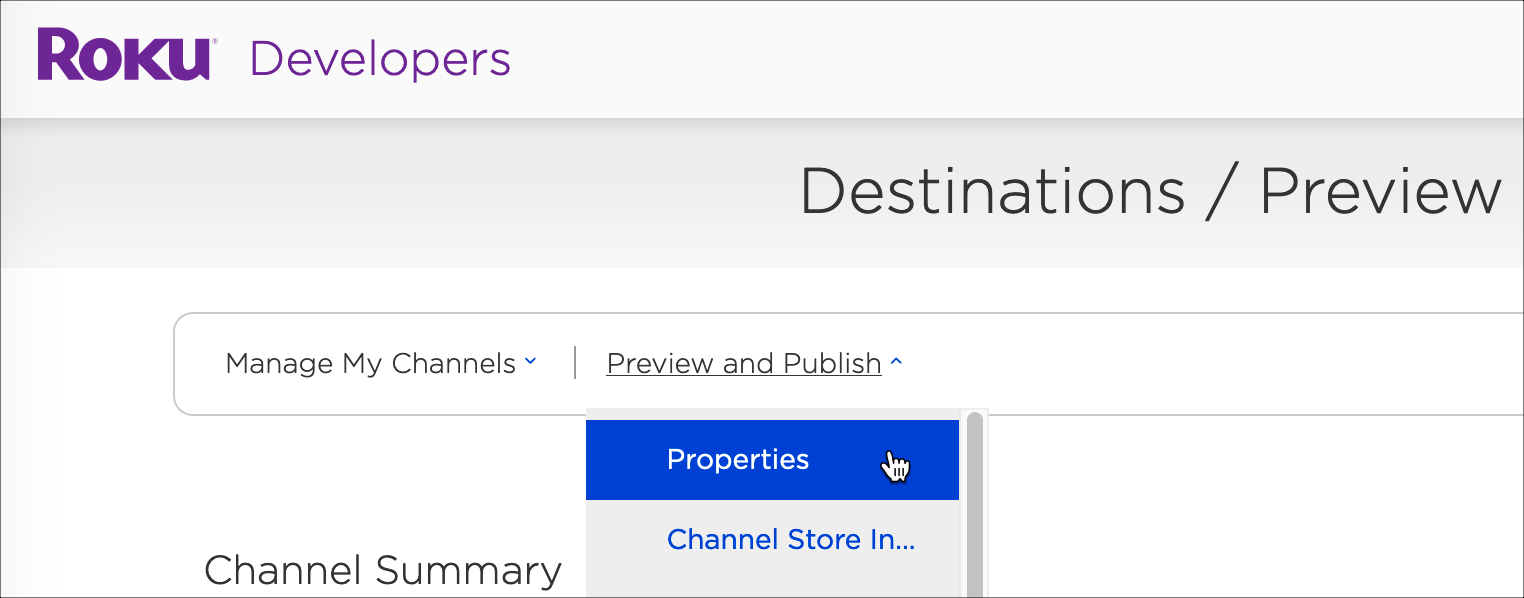 Roku® Developers
Destinations / Preview
Manage My Channels | Preview and Publish
Properties
Channel Store In...
Channel Summary